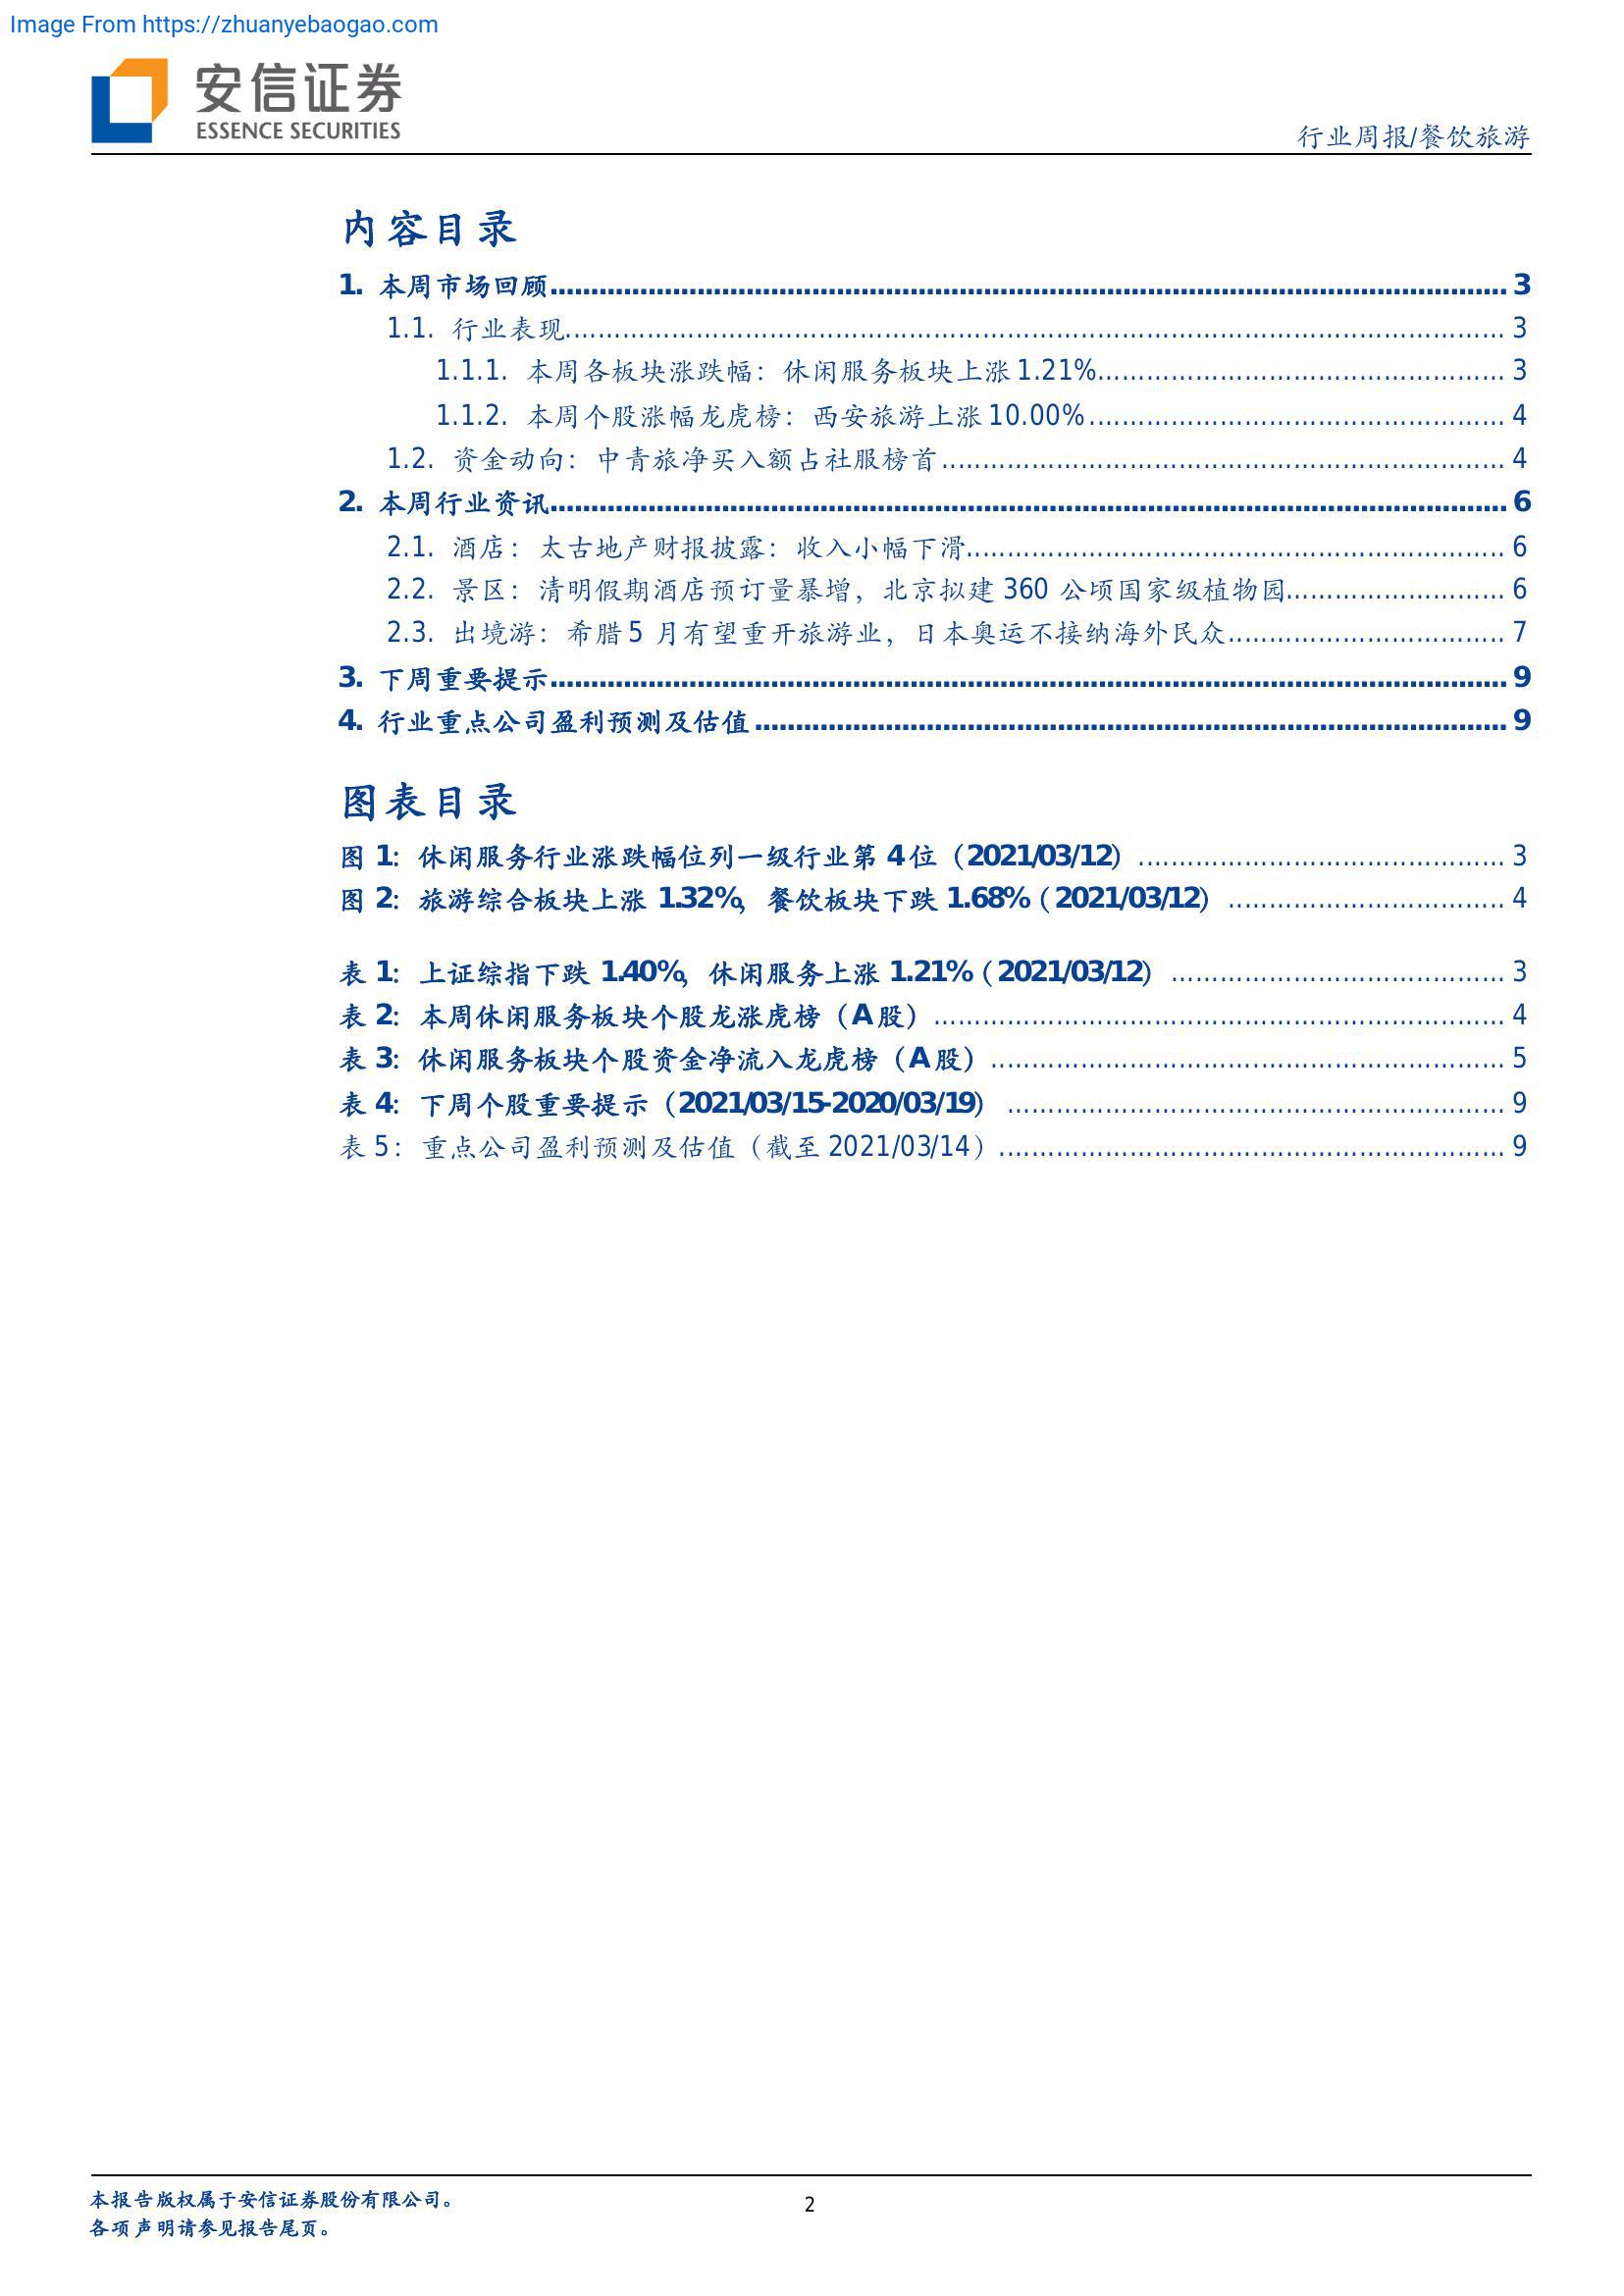 Image From https://zhuanyebaogao.com
安信证券
ESSENCE SECURITIES
行业周报/餐饮旅游
内容目录
1. 本周市场回顾 3
1.1. 行业表现 3
1.1.1. 本周各板块涨跌幅：休闲服务板块上涨 1.21% 3
1.1.2. 本周个股涨幅龙虎榜：西安旅游上涨 10.00% 4
1.2. 资金动向：中青旅净买入额占社服榜首 4
2. 本周行业资讯 6
2.1. 酒店：太古地产财报披露：收入小幅下滑 6
2.2. 景区：清明假期酒店预订量暴增，北京拟建 360 公顷国家级植物园 6
2.3. 出境游：希腊 5 月有望重开旅游业，日本奥运不接纳海外民众 7
3. 下周重要提示 9
4. 行业重点公司盈利预测及估值 9
图表目录
图 1：休闲服务行业涨跌幅位列一级行业第 4 位（2021/03/12） 3
图 2：旅游综合板块上涨 1.32%，餐饮板块下跌 1.68%（2021/03/12） 4
表 1：上证综指下跌 1.40%，休闲服务上涨 1.21%（2021/03/12） 3
表 2：本周休闲服务板块个股龙涨虎榜（A 股） 4
表 3：休闲服务板块个股资金净流入龙虎榜（A 股） 5
表 4：下周个股重要提示（2021/03/15-2020/03/19） 9
表 5：重点公司盈利预测及估值（截至 2021/03/14） 9
本报告版权属于安信证券股份有限公司。
2
各项声明请参见报告尾页。